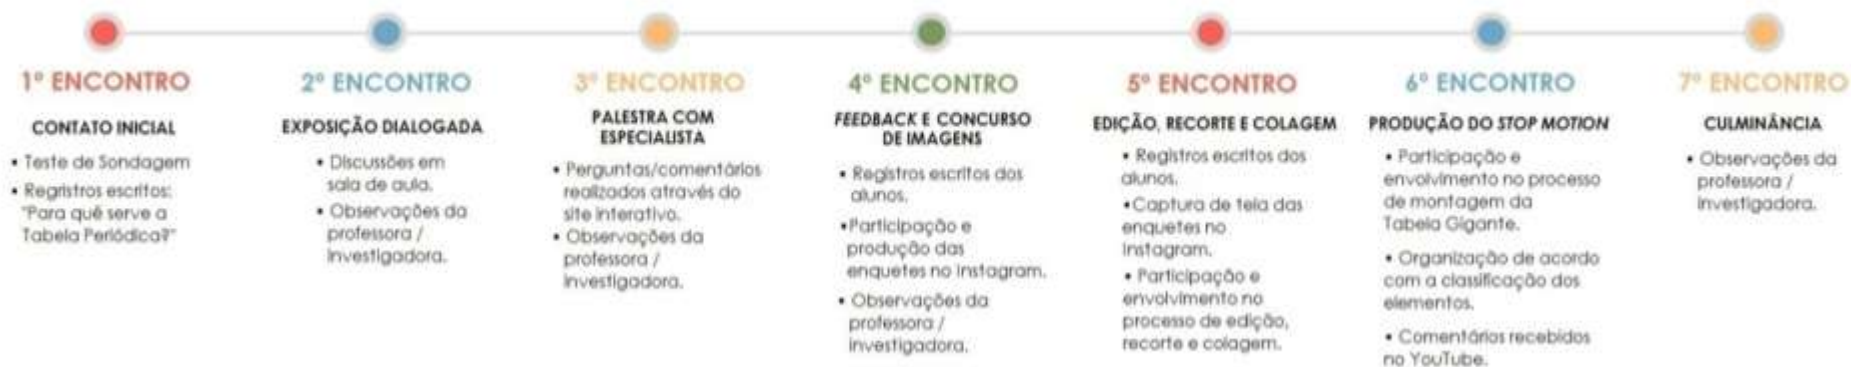 1º ENCONTRO
CONTATO INICIAL
• Teste de Sondagem
• Regristros escritos:
"Para quê serve a
Tabela Periódica?"
2º ENCONTRO
EXPOSIÇÃO DIALOGADA
• Discussões em
sala de aula.
• Observações da
professora /
investigadora.
3º ENCONTRO
PALESTRA COM
ESPECIALISTA
• Perguntas/comentários
realizados através do
site interativo.
• Observações da
professora /
investigadora.
4º ENCONTRO
FEEDBACK E CONCURSO
DE IMAGENS
• Registros escritos dos
alunos.
•Participação e
produção das
enquetes no Instagram.
• Observações da
professora /
investigadora.
5º ENCONTRO
EDIÇÃO, RECORTE E COLAGEM
• Registros escritos dos
alunos.
•Captura de tela das
enquetes no
Instagram.
• Participação e
envolvimento no
processo de edição,
recorte e colagem.
6º ENCONTRO
PRODUÇÃO DO STOP MOTION
• Participação e
envolvimento no processo
de montagem da
Tabela Gigante.
• Organização de acordo
com a classificação dos
elementos.
• Comentários recebidos
no YouTube.
7º ENCONTRO
CULMINÂNCIA
• Observações da
professora /
investigadora.